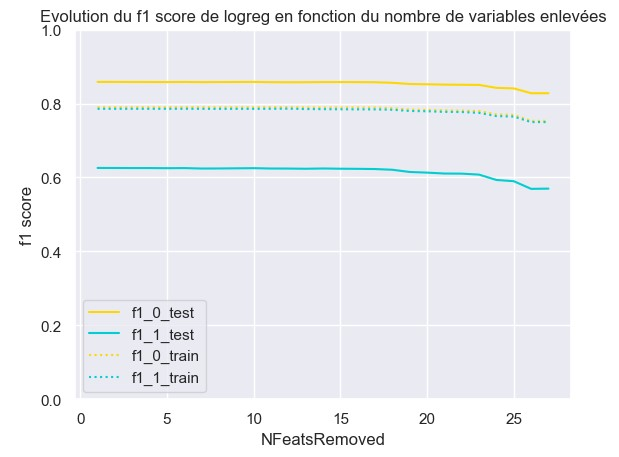 Evolution du f1 score de logreg en fonction du nombre de variables enlevées
1.0
0.8
0.6
0.4
0.2
0.0
f1 score
f1_0_test
f1_1_test
f1_0_train
f1_1_train
0 5 10 15 20 25
NFeatsRemoved